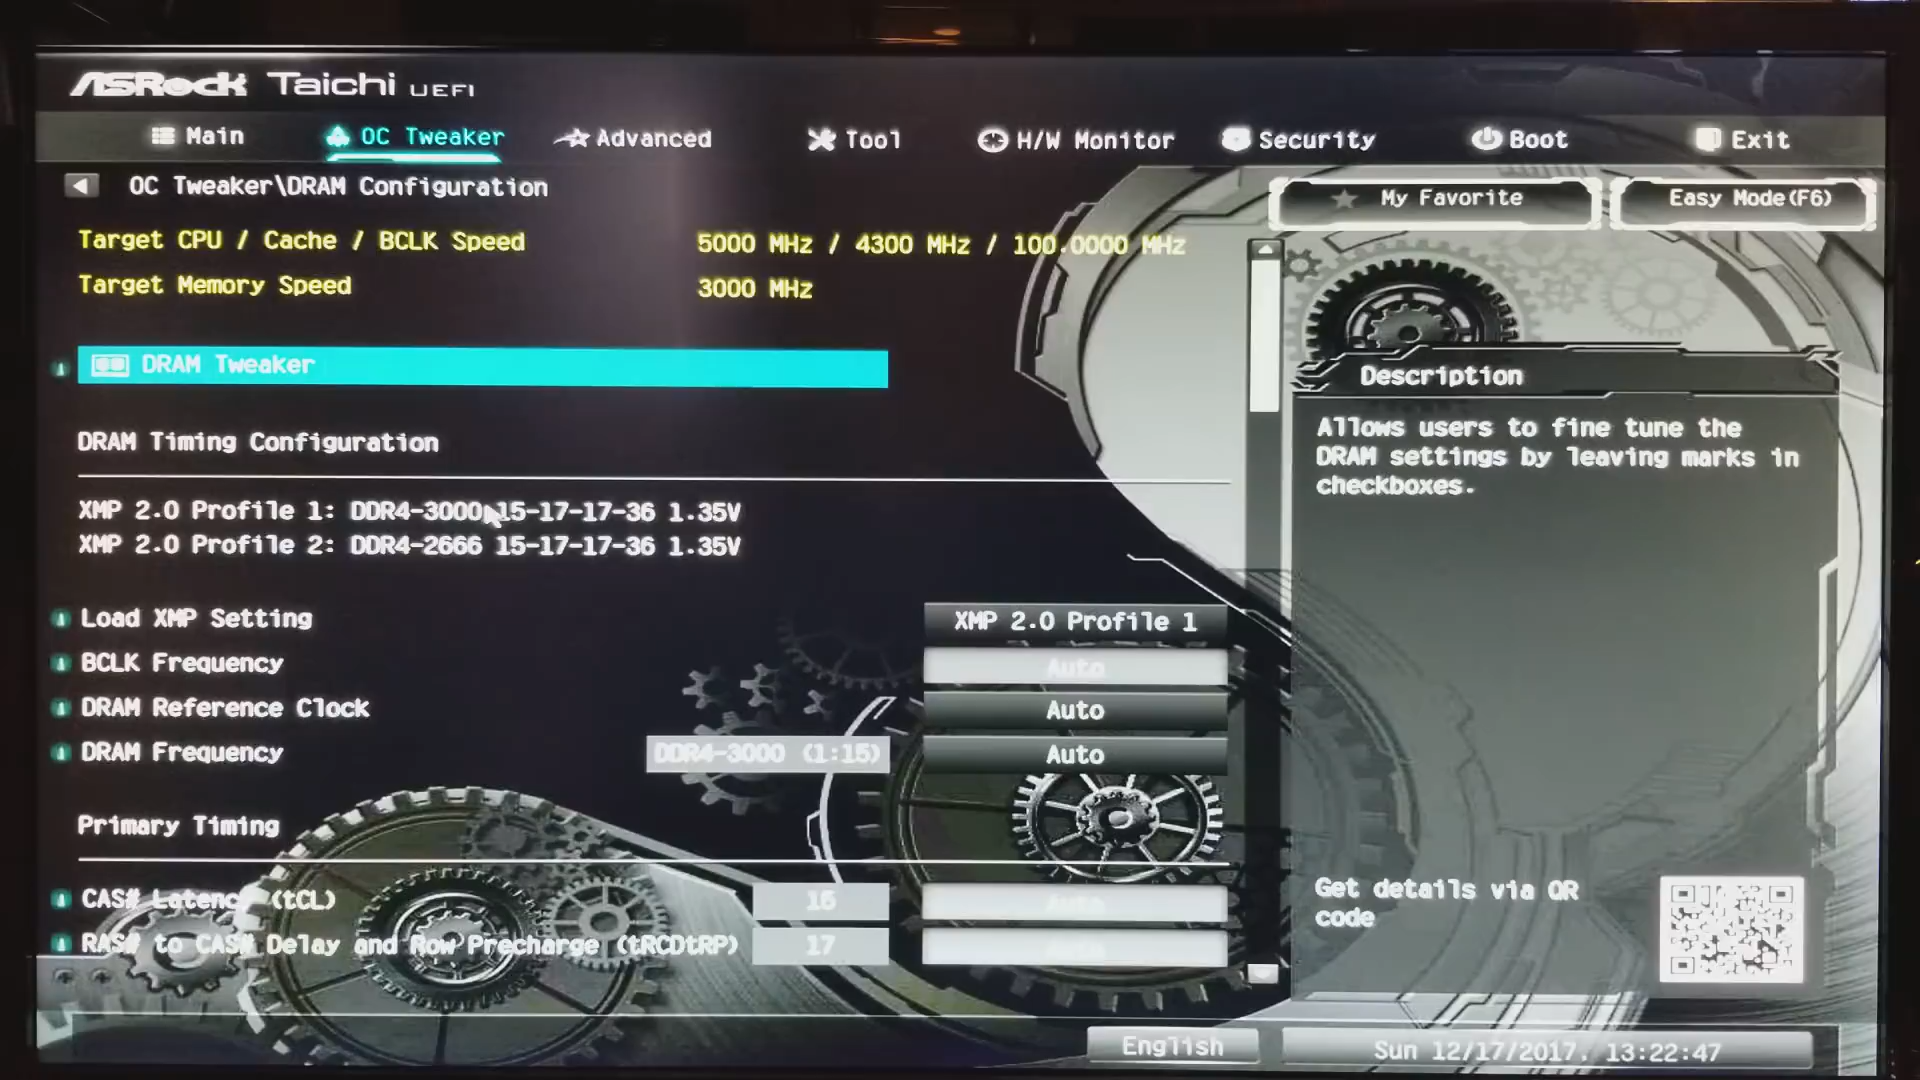 ASRock Taichi UEFI
Main OC Tweaker Advanced Tool H/W Monitor Security Boot Exit
OC Tweaker\DRAM Configuration
My Favorite Easy Mode(F6)
Target CPU / Cache / BCLK Speed 5000 MHz / 4300 MHz / 100.0000 MHz
Target Memory Speed 3000 MHz
DRAM Tweaker
DRAM Timing Configuration
XMP 2.0 Profile 1: DDR4-3000 15-17-17-36 1.35V
XMP 2.0 Profile 2: DDR4-2666 15-17-17-36 1.35V
Load XMP Setting XMP 2.0 Profile 1
BCLK Frequency Auto
DRAM Reference Clock Auto
DRAM Frequency DDR4-3000 (1:15) Auto
Primary Timing
CAS# Latency (tCL)
RAS# to CAS# Delay and Row Precharge (tRCDtRP) 17
Description
Allows users to fine tune the
DRAM settings by leaving marks in
checkboxes.
Get details via QR
code
English
Sun 12/17/2017. 13:22:47